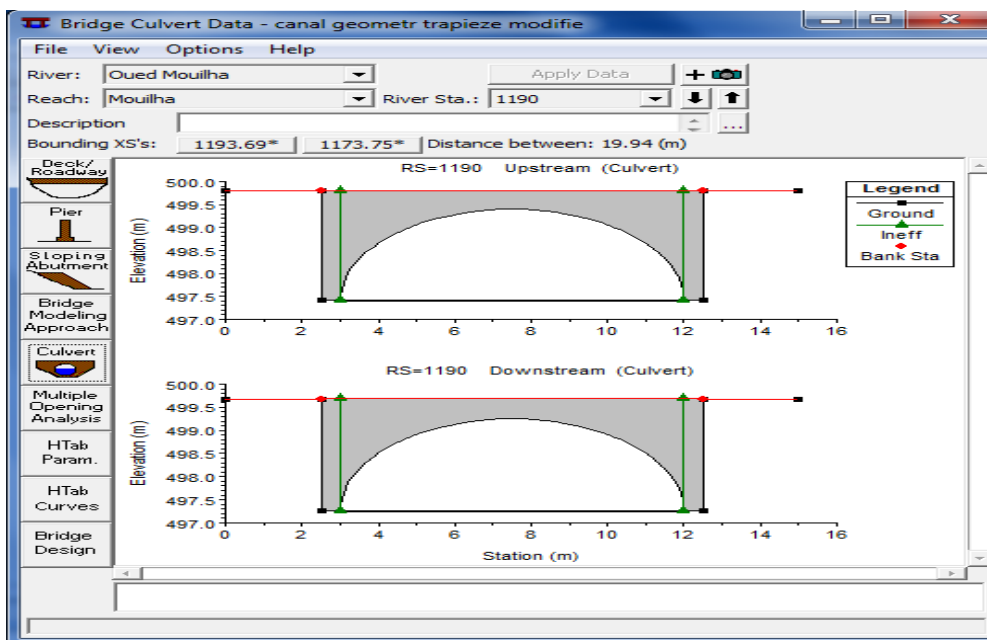 Bridge Culvert Data - canal geometr trapieze modifie
File View Options Help
River: Oued Mouilha Apply Data +
Reach: Mouilha River Sta.: 1190
Description ...
Bounding XS's: 1193.69* 1173.75* Distance between: 19.94 (m)
Deck/
Roadway
Pier
Sloping
Abutment
Bridge
Modeling
Approach
Culvert
Multiple
Opening
Analysis
HTab
Param.
HTab
Curves
Bridge
Design
RS=1190 Upstream (Culvert)
Elevation (m)
500.0
499.5
499.0
498.5
498.0
497.5
497.0
0 2 4 6 8 10 12 14 16
Legend
Ground
Ineff
Bank Sta
RS=1190 Downstream (Culvert)
Elevation (m)
500.0
499.5
499.0
498.5
498.0
497.5
497.0
0 2 4 6 8 10 12 14 16
Station (m)